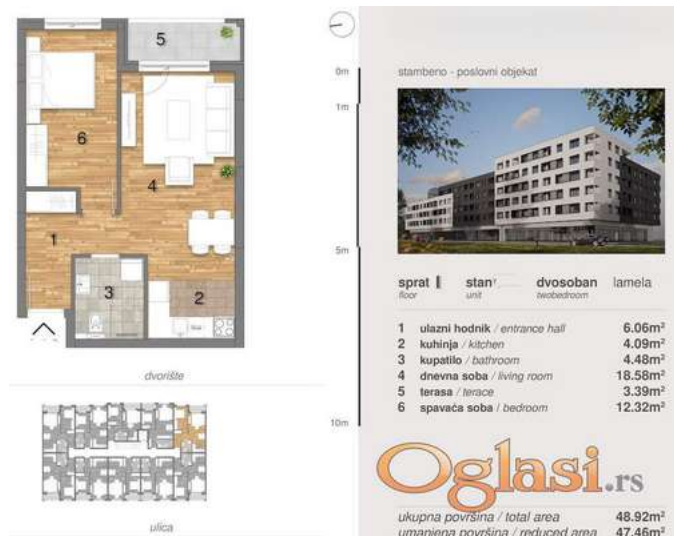 5
6
4
1
3
2
dvorište
ulica
0m
1m
5m
10m
stambeno - poslovni objekat
sprat stan dvosoban lamela
floor unit twobedroom
1 ulazni hodnik / entrance hall 6.06m²
2 kuhinja / kitchen 4.09m²
3 kupatilo / bathroom 4.48m²
4 dnevna soba / living room 18.58m²
5 terasa / terace 3.39m²
6 spavaća soba / bedroom 12.32m²
Oglasi.rs
ukupna površina / total area 48.92m²
umanjena površina / reduced area 47.46m²